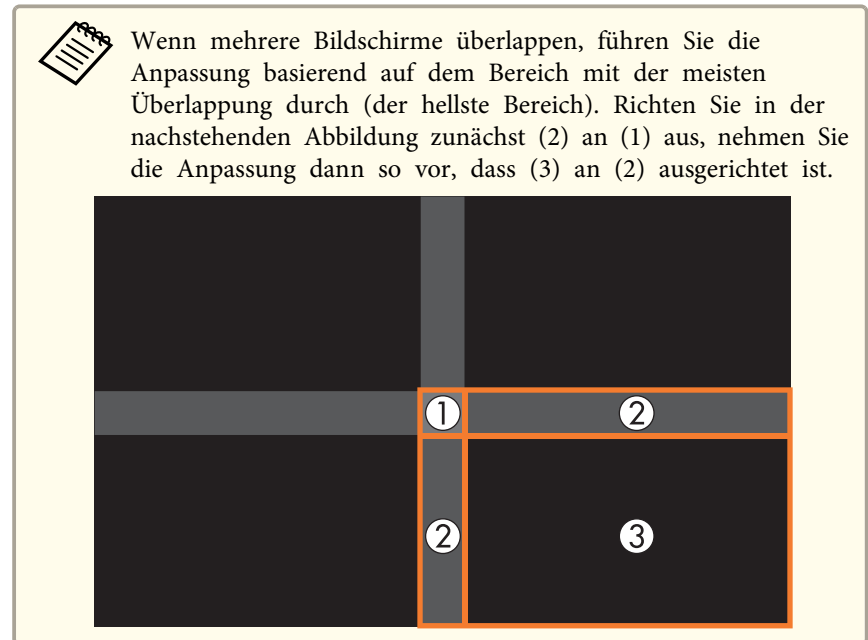 Wenn mehrere Bildschirme überlappen, führen Sie die
Anpassung basierend auf dem Bereich mit der meisten
Überlappung durch (der hellste Bereich). Richten Sie in der
nachstehenden Abbildung zunächst (2) an (1) aus, nehmen Sie
die Anpassung dann so vor, dass (3) an (2) ausgerichtet ist.
1 2
2 3